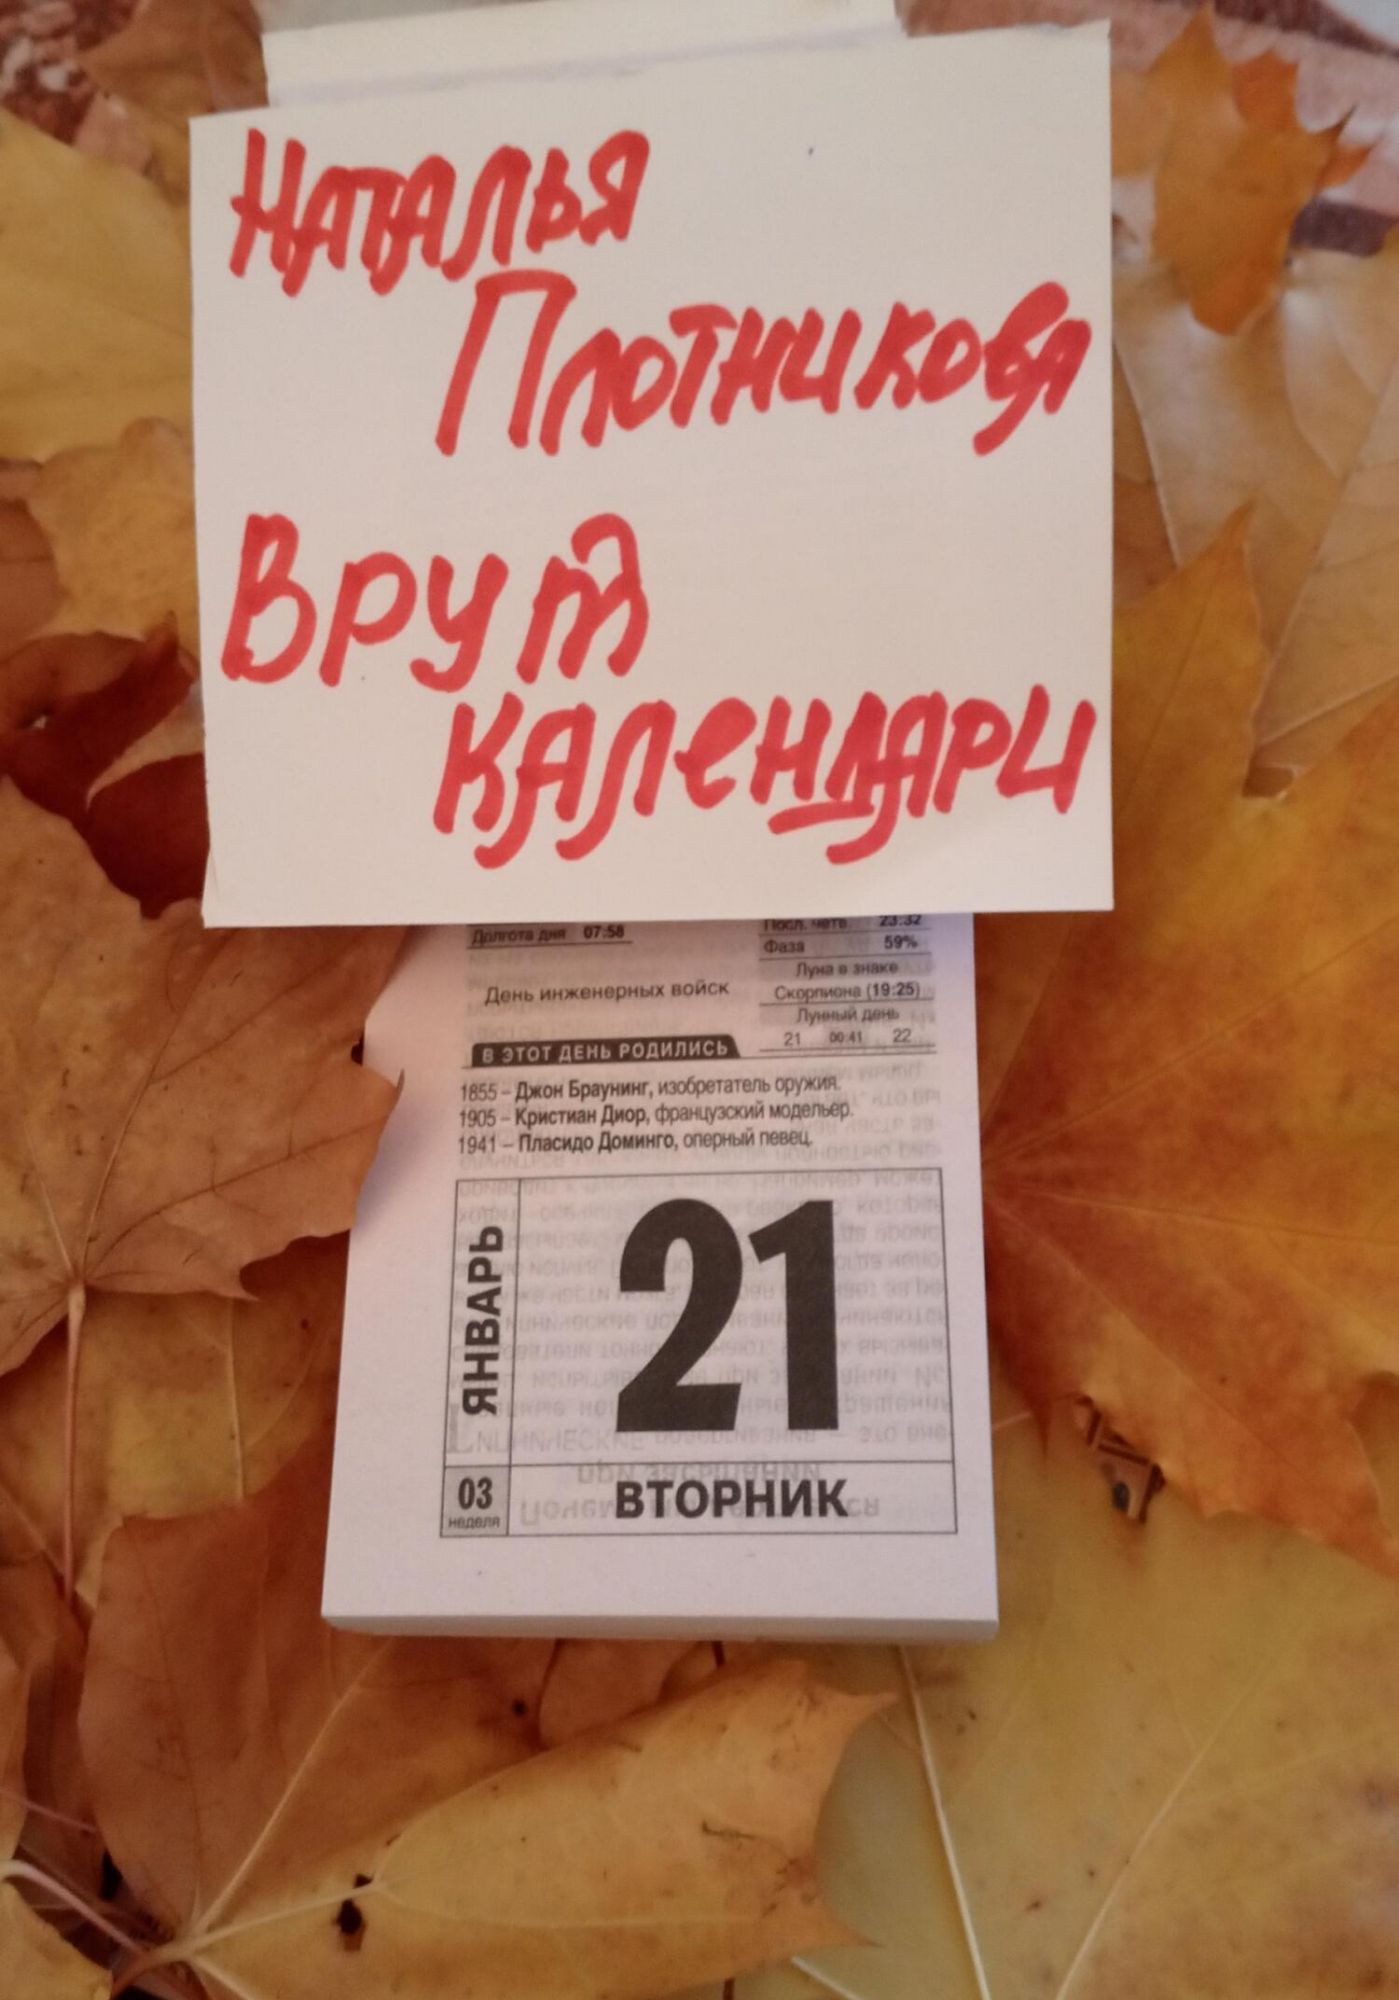 Наталья
Плотникова
Врут
календари
Долгота дня 07:58
Посл. четв. 23:32
Фаза 59%
Луна в знаке
Скорпиона (19:25)
Лунный день
21 00:41 22
День инженерных войск
В ЭТОТ ДЕНЬ РОДИЛИСЬ
1855 – Джон Браунинг, изобретатель оружия.
1905 – Кристиан Диор, французский модельер.
1941 – Пласидо Доминго, оперный певец.
ЯНВАРЬ
21
03
неделя
ВТОРНИК